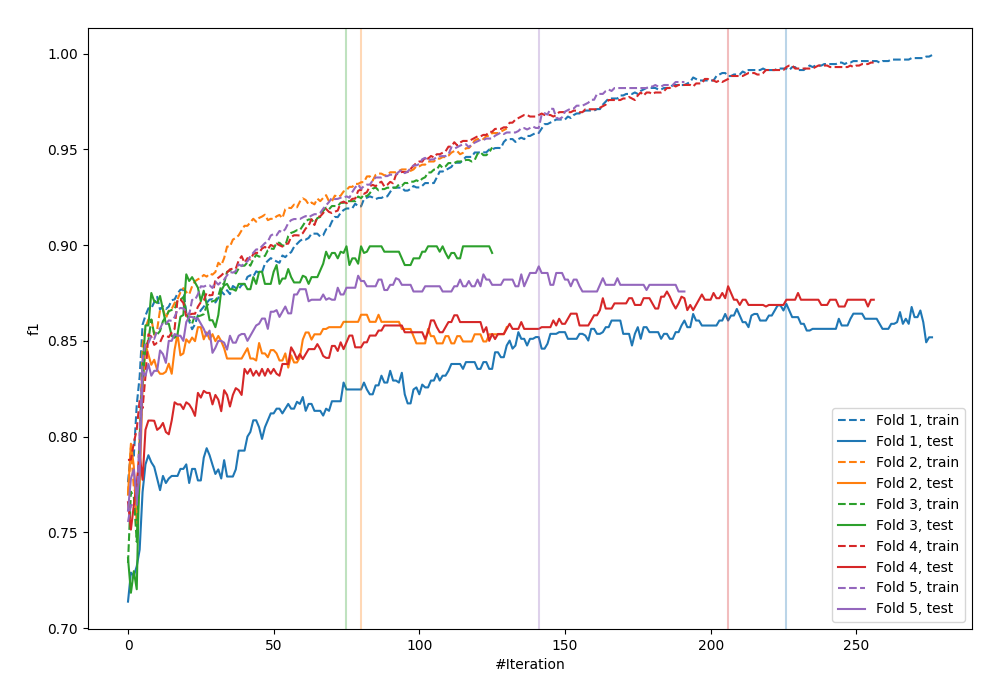 1.00
0.95
0.90
0.85
0.80
0.75
0.70
f1
0
50
100
150
200
250
#Iteration
Fold 1, train
Fold 1, test
Fold 2, train
Fold 2, test
Fold 3, train
Fold 3, test
Fold 4, train
Fold 4, test
Fold 5, train
Fold 5, test